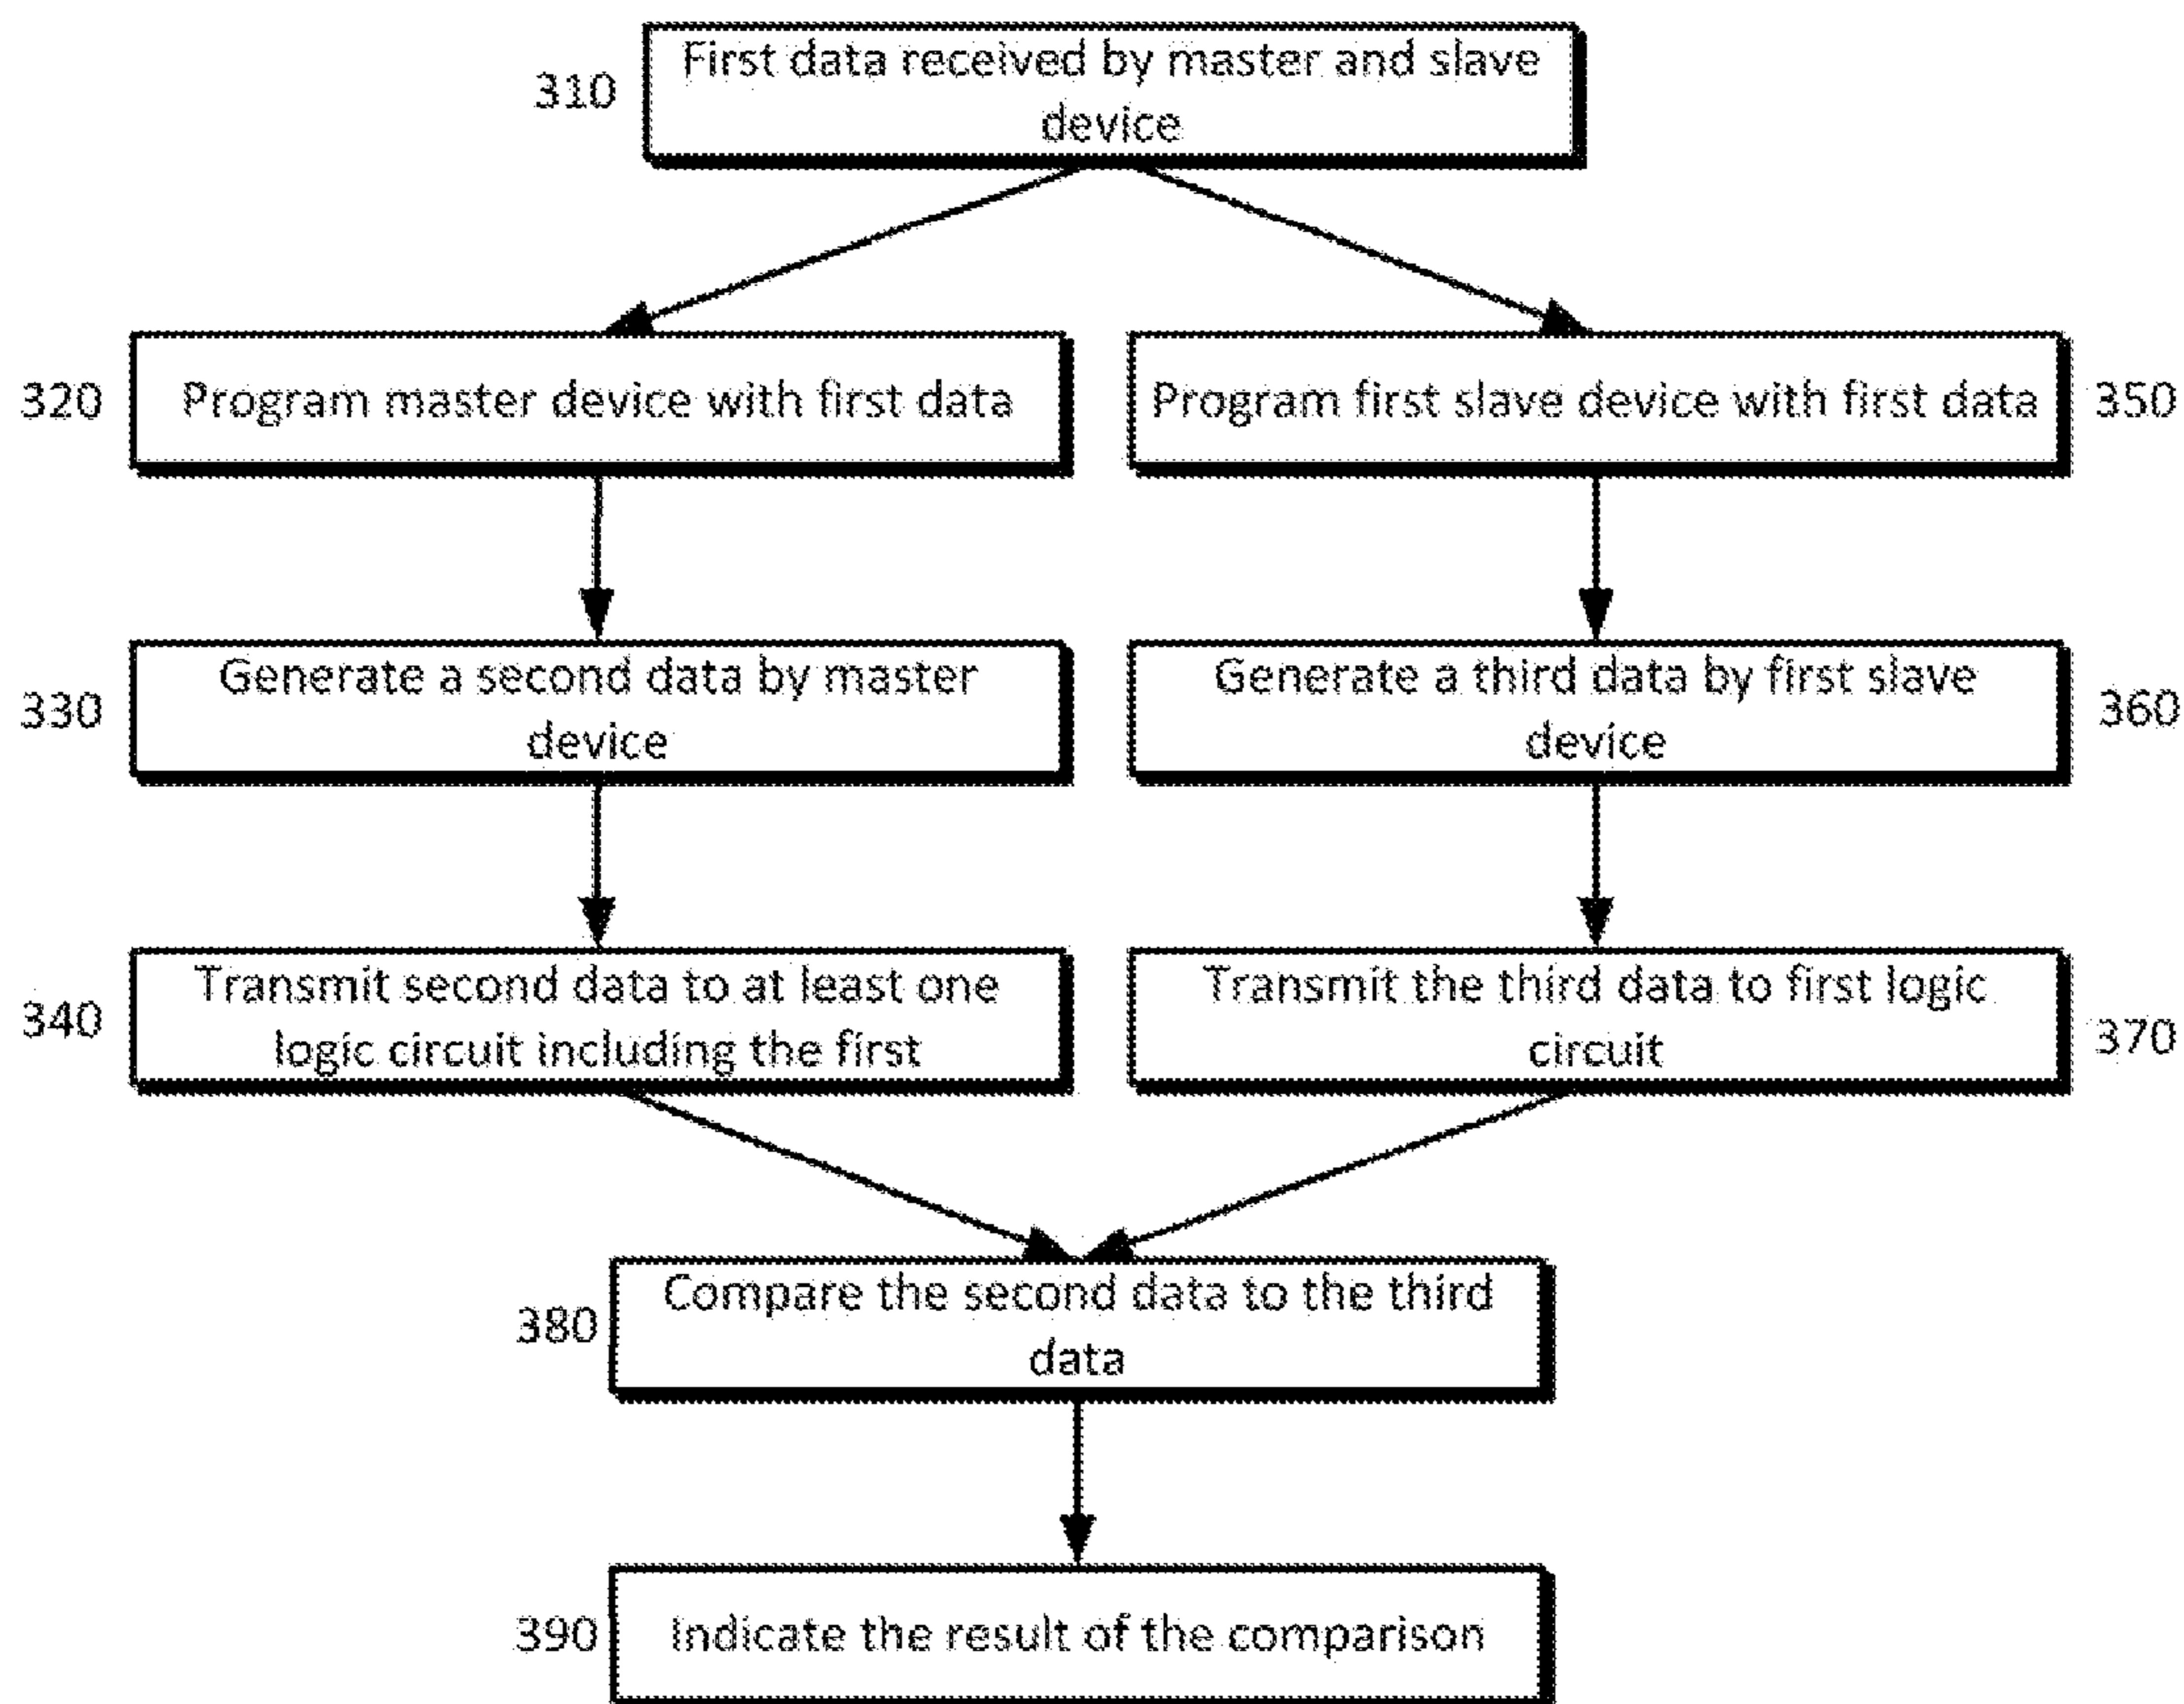 310
First data received by master and slave
device
320
Program master device with first data
Program first slave device with first data
350
330
Generate a second data by master
device
Generate a third data by first slave
device
360
340
Transmit second data to at least one
logic circuit including the first
Transmit the third data to first logic
circuit
370
380
Compare the second data to the third
data
390
Indicate the result of the comparison